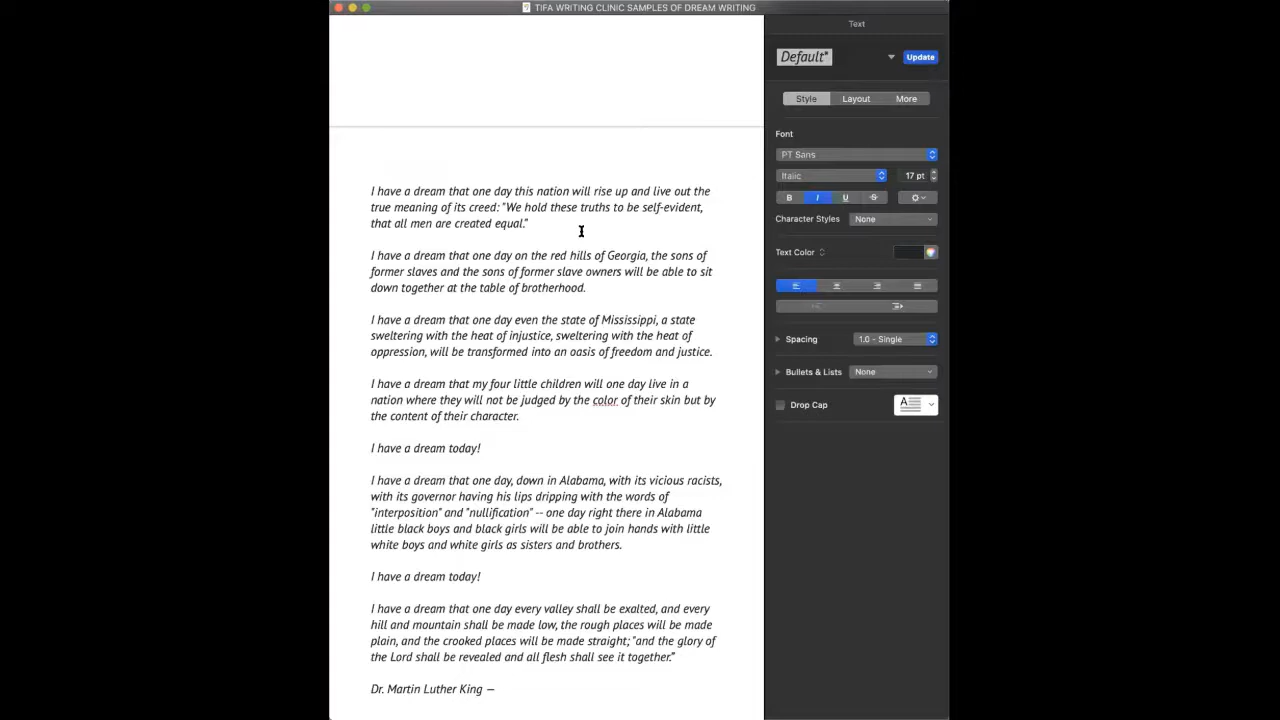 TIFA WRITING CLINIC SAMPLES OF DREAM WRITING
Text
Default*
Update
Style Layout More
Font
PT Sans
Italic 17 pt
B I U S
Character Styles None
Text Color
Spacing 1.0 - Single
Bullets & Lists None
Drop Cap A
I have a dream that one day this nation will rise up and live out the
true meaning of its creed: "We hold these truths to be self-evident,
that all men are created equal."
I have a dream that one day on the red hills of Georgia, the sons of
former slaves and the sons of former slave owners will be able to sit
down together at the table of brotherhood.
I have a dream that one day even the state of Mississippi, a state
sweltering with the heat of injustice, sweltering with the heat of
oppression, will be transformed into an oasis of freedom and justice.
I have a dream that my four little children will one day live in a
nation where they will not be judged by the color of their skin but by
the content of their character.
I have a dream today!
I have a dream that one day, down in Alabama, with its vicious racists,
with its governor having his lips dripping with the words of
"interposition" and "nullification" -- one day right there in Alabama
little black boys and black girls will be able to join hands with little
white boys and white girls as sisters and brothers.
I have a dream today!
I have a dream that one day every valley shall be exalted, and every
hill and mountain shall be made low, the rough places will be made
plain, and the crooked places will be made straight; "and the glory of
the Lord shall be revealed and all flesh shall see it together."
Dr. Martin Luther King —